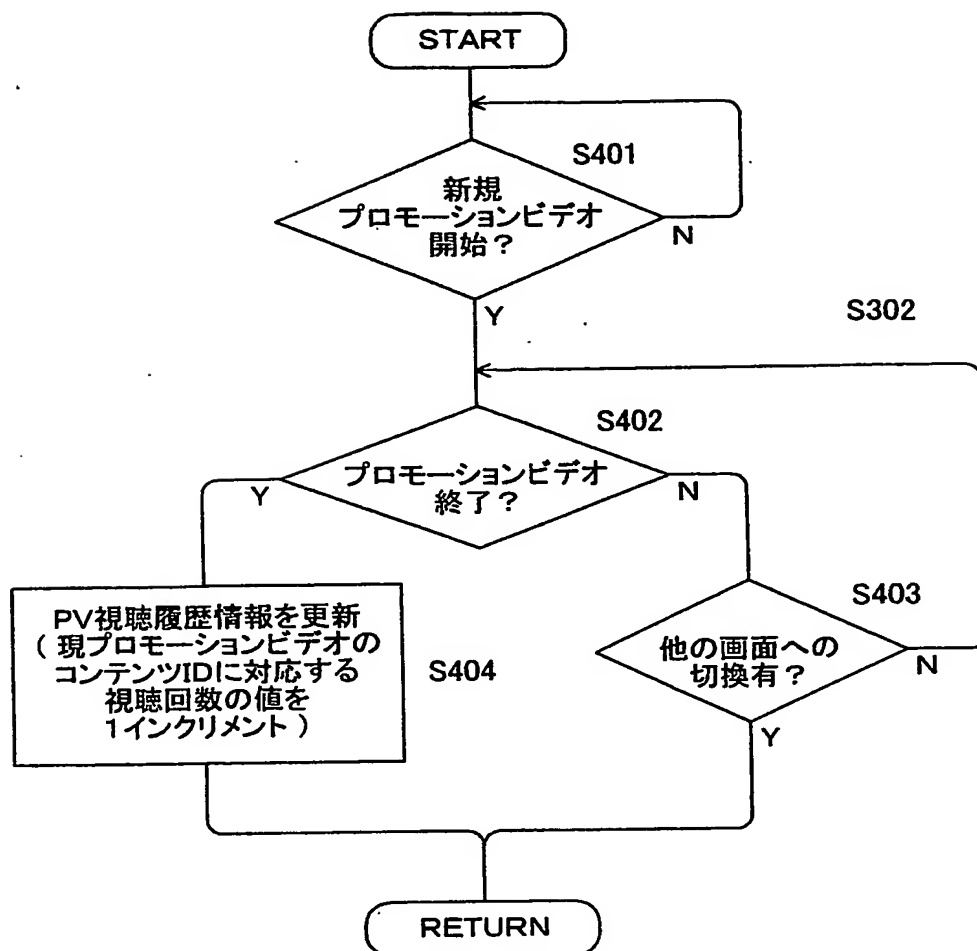 START
S401
新規
プロモーションビデオ
開始？
N
Y
S302
S402
プロモーションビデオ
終了？
Y
N
PV視聴履歴情報を更新
（現プロモーションビデオの
コンテンツIDに対応する
視聴回数の値を
1インクリメント）
S404
S403
他の画面への
切換有？
N
Y
RETURN